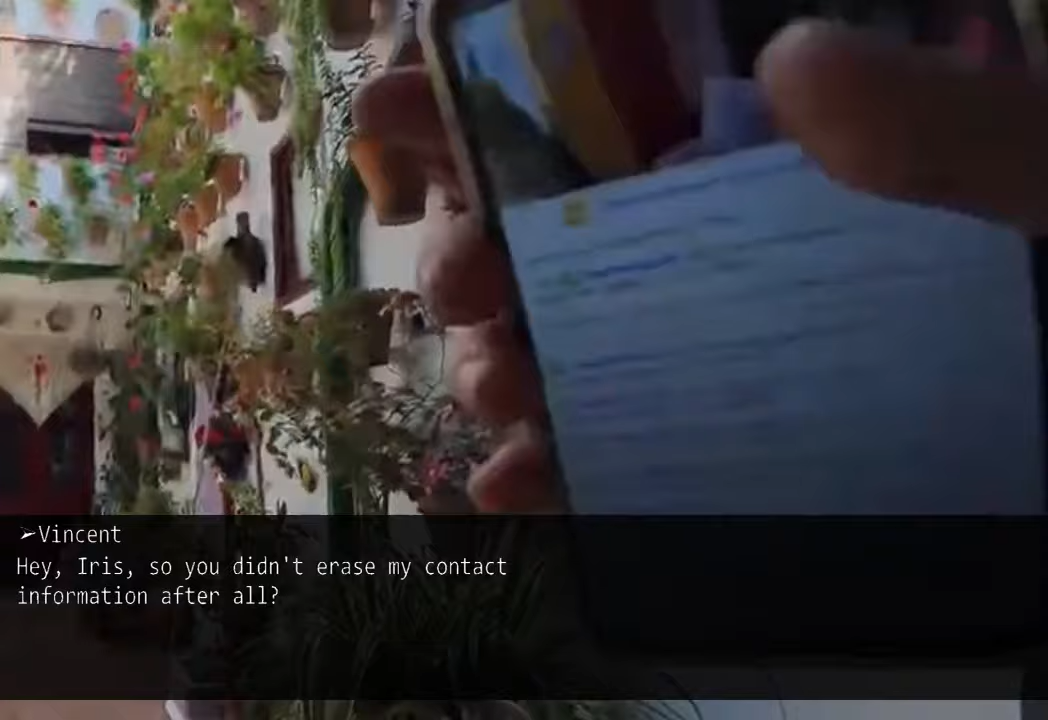 ➢Vincent
Hey, Iris, so you didn't erase my contact
information after all?